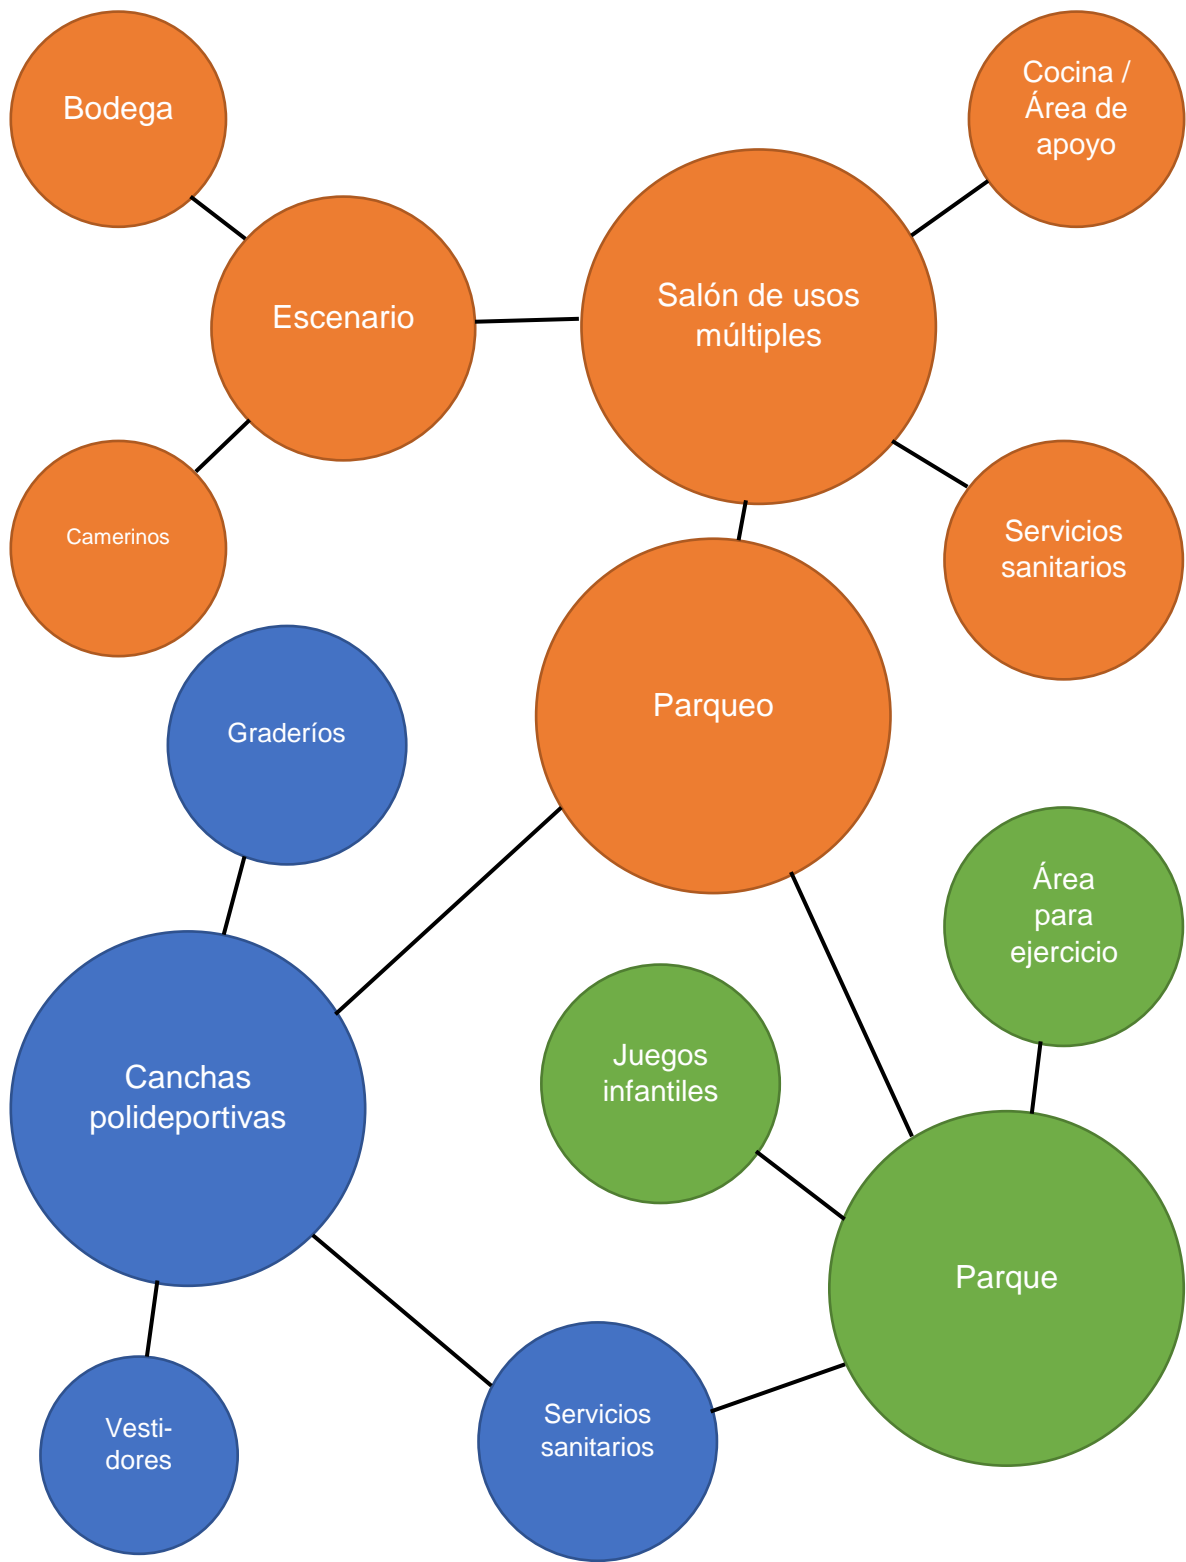 Bodega
Cocina /
Área de
apoyo
Escenario
Salón de usos
múltiples
Camerinos
Servicios
sanitarios
Parqueo
Graderíos
Área
para
ejercicio
Juegos
infantiles
Canchas
polideportivas
Parque
Vesti-
dores
Servicios
sanitarios